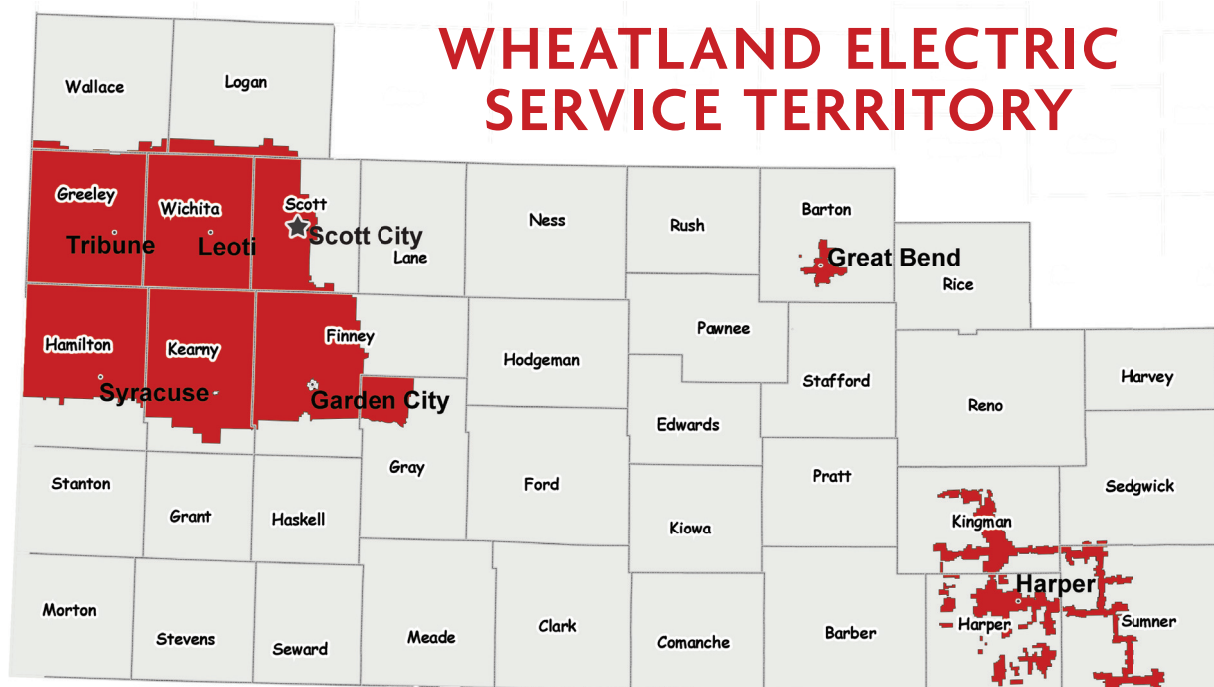 WHEATLAND ELECTRIC
SERVICE TERRITORY
Wallace
Logan
Greeley
Wichita
Scott
Tribune
Leoti
Scott City
Lane
Ness
Rush
Barton
Great Bend
Rice
Hamilton
Kearny
Finney
Syracuse
Garden City
Hodgeman
Pawnee
Stafford
Edwards
Reno
Harvey
Stanton
Grant
Haskell
Gray
Ford
Kiowa
Pratt
Kingman
Sedgwick
Harper
Harper
Sumner
Morton
Stevens
Seward
Meade
Clark
Comanche
Barber